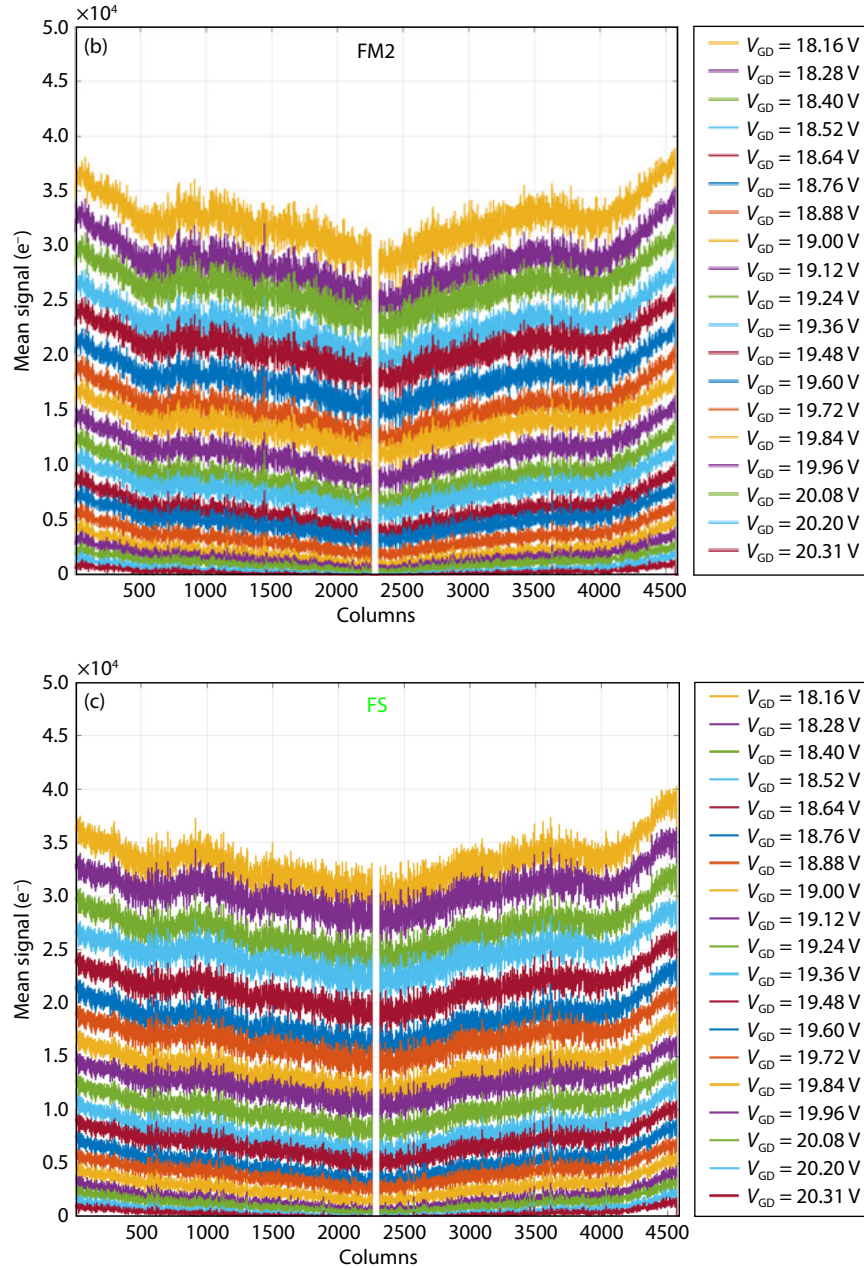 ×10⁴
(b)
FM2
5.0
4.5
4.0
3.5
3.0
2.5
2.0
1.5
1.0
0.5
0
Mean signal (e⁻)
500 1000 1500 2000 2500 3000 3500 4000 4500
Columns
V_GD = 18.16 V
V_GD = 18.28 V
V_GD = 18.40 V
V_GD = 18.52 V
V_GD = 18.64 V
V_GD = 18.76 V
V_GD = 18.88 V
V_GD = 19.00 V
V_GD = 19.12 V
V_GD = 19.24 V
V_GD = 19.36 V
V_GD = 19.48 V
V_GD = 19.60 V
V_GD = 19.72 V
V_GD = 19.84 V
V_GD = 19.96 V
V_GD = 20.08 V
V_GD = 20.20 V
V_GD = 20.31 V
×10⁴
(c)
FS
5.0
4.5
4.0
3.5
3.0
2.5
2.0
1.5
1.0
0.5
0
Mean signal (e⁻)
500 1000 1500 2000 2500 3000 3500 4000 4500
Columns
V_GD = 18.16 V
V_GD = 18.28 V
V_GD = 18.40 V
V_GD = 18.52 V
V_GD = 18.64 V
V_GD = 18.76 V
V_GD = 18.88 V
V_GD = 19.00 V
V_GD = 19.12 V
V_GD = 19.24 V
V_GD = 19.36 V
V_GD = 19.48 V
V_GD = 19.60 V
V_GD = 19.72 V
V_GD = 19.84 V
V_GD = 19.96 V
V_GD = 20.08 V
V_GD = 20.20 V
V_GD = 20.31 V